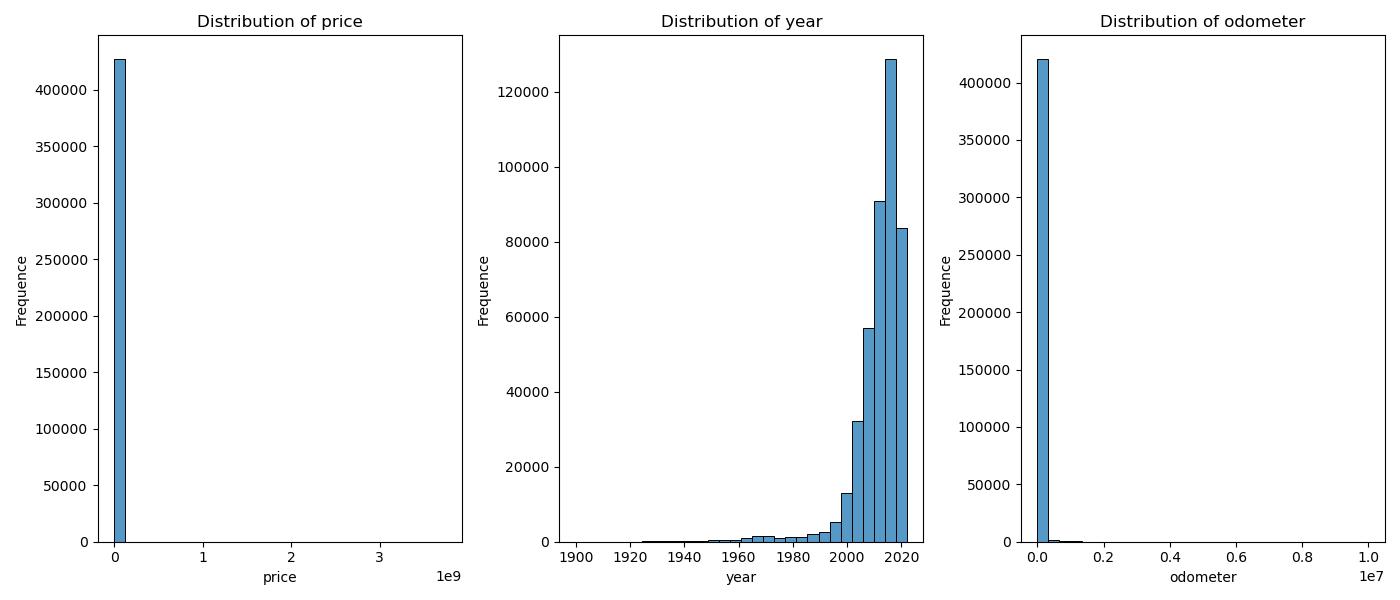 Distribution of price
Frequence
400000
350000
300000
250000
200000
150000
100000
50000
0
0 1 2 3
1e9
price
Distribution of year
Frequence
120000
100000
80000
60000
40000
20000
0
1900 1920 1940 1960 1980 2000 2020
year
Distribution of odometer
Frequence
400000
350000
300000
250000
200000
150000
100000
50000
0
0.0 0.2 0.4 0.6 0.8 1.0
1e7
odometer